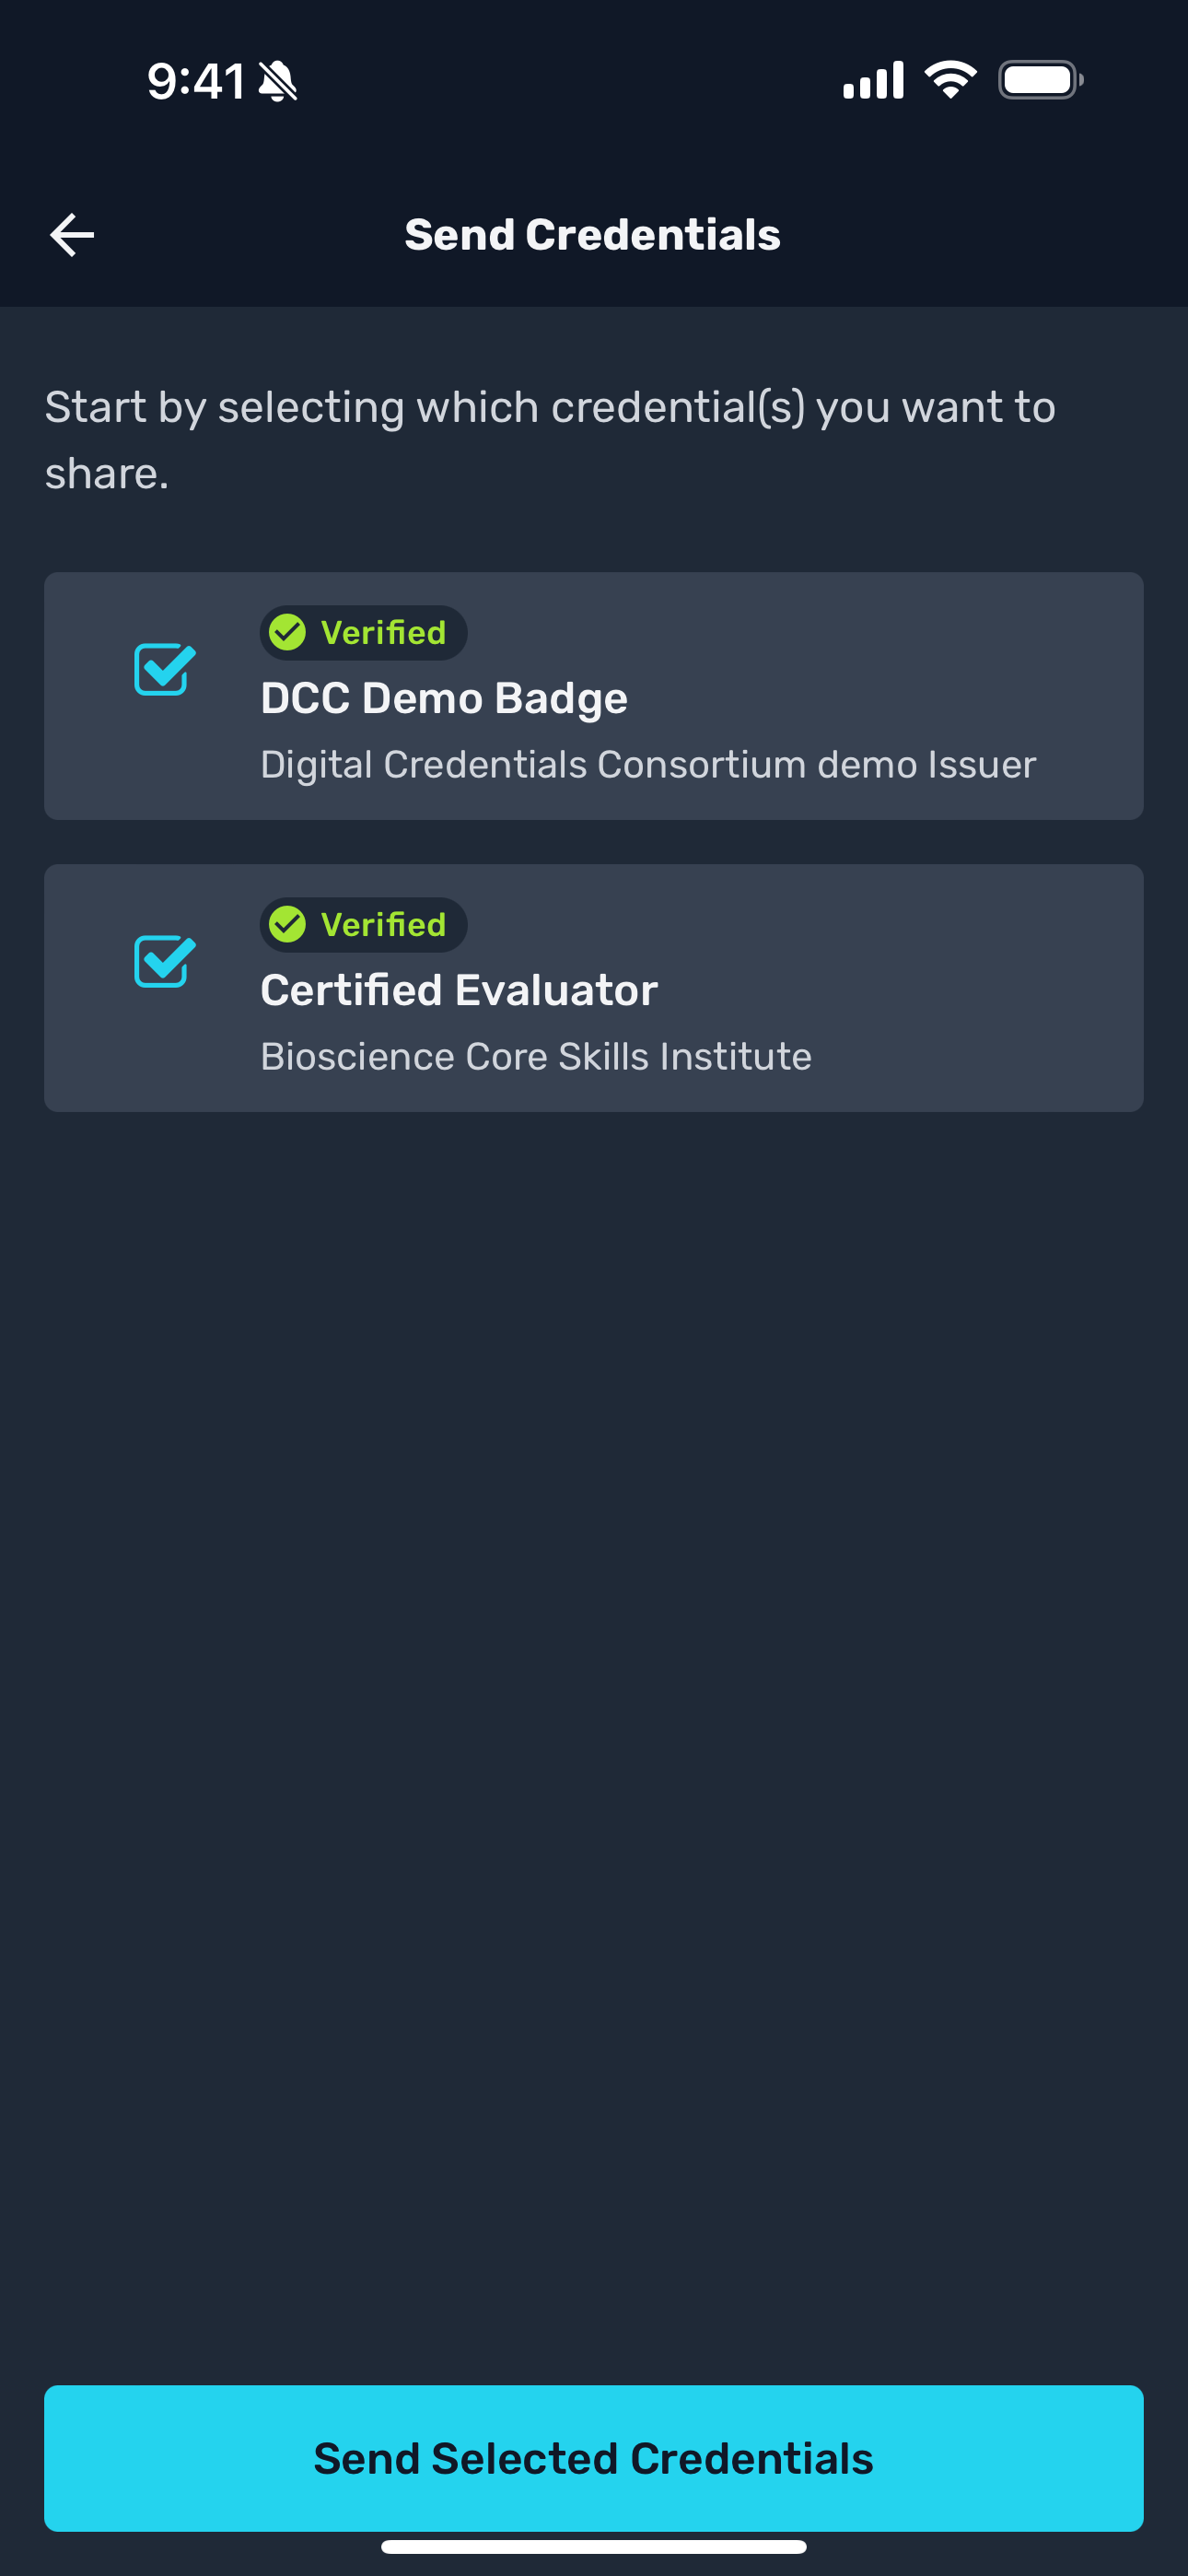 9:41
Send Credentials
Start by selecting which credential(s) you want to
share.
Verified
DCC Demo Badge
Digital Credentials Consortium demo Issuer
Verified
Certified Evaluator
Bioscience Core Skills Institute
Send Selected Credentials